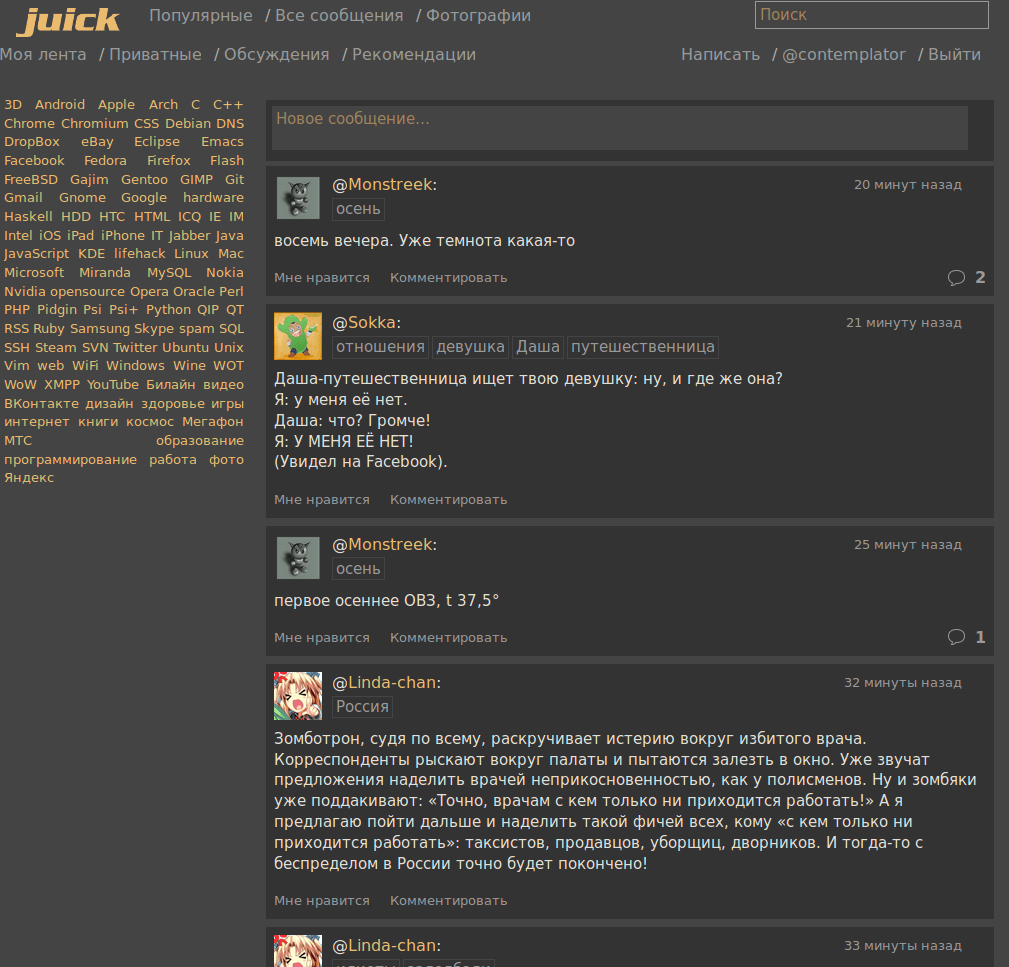 juick
Популярные / Все сообщения / Фотографии
Поиск
Моя лента / Приватные / Обсуждения / Рекомендации
Написать / @contemplator / Выйти
3D Android Apple Arch C C++
Chrome Chromium CSS Debian DNS
DropBox eBay Eclipse Emacs
Facebook Fedora Firefox Flash
FreeBSD Gajim Gentoo GIMP Git
Gmail Gnome Google hardware
Haskell HDD HTC HTML ICQ IE IM
Intel iOS iPad iPhone IT Jabber Java
JavaScript KDE lifehack Linux Mac
Microsoft Miranda MySQL Nokia
Nvidia opensource Opera Oracle Perl
PHP Pidgin Psi Psi+ Python QIP QT
RSS Ruby Samsung Skype spam SQL
SSH Steam SVN Twitter Ubuntu Unix
Vim web WiFi Windows Wine WOT
WoW XMPP YouTube Билайн видео
ВКонтакте дизайн здоровье игры
интернет книги космос Мегафон
МТС образование
программирование работа фото
Яндекс
Новое сообщение...
@Monstreek:
20 минут назад
осень
восемь вечера. Уже темнота какая-то
Мне нравится Комментировать
2
@Sokka:
21 минуту назад
отношения девушка Даша путешественница
Даша-путешественница ищет твою девушку: ну, и где же она?
Я: у меня её нет.
Даша: что? Громче!
Я: У МЕНЯ ЕЁ НЕТ!
(Увидел на Facebook).
Мне нравится Комментировать
@Monstreek:
25 минут назад
осень
первое осеннее ОВЗ, t 37,5°
Мне нравится Комментировать
1
@Linda-chan:
32 минуты назад
Россия
Зомботрон, судя по всему, раскручивает истерию вокруг избитого врача.
Корреспонденты рыскают вокруг палаты и пытаются залезть в окно. Уже звучат
предложения наделить врачей неприкосновенностью, как у полисменов. Ну и зомбяки
уже поддакивают: «Точно, врачам с кем только ни приходится работать!» А я
предлагаю пойти дальше и наделить такой фичей всех, кому «с кем только ни
приходится работать»: таксистов, продавцов, уборщиц, дворников. И тогда-то с
беспределом в России точно будет покончено!
Мне нравится Комментировать
@Linda-chan:
33 минуты назад